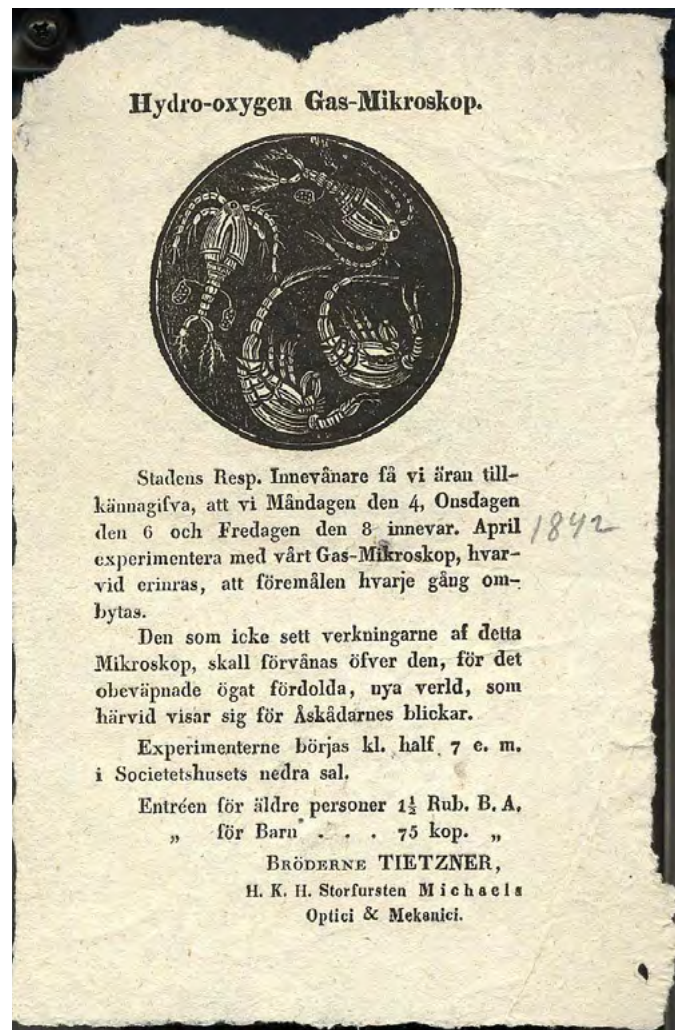 Hydro-oxygen Gas-Mikroskop.
Stadens Resp. Innevånare få vi äran till-
kännagifva, att vi Måndagen den 4, Onsdagen
den 6 och Fredagen den 8 innevar. April
1842
experimentera med vårt Gas-Mikroskop, hvar-
vid erinras, att föremålen hvarje gång om-
bytas.
Den som icke sett verkningarne af detta
Mikroskop, skall förvånas öfver den, för det
obeväpnade ögat fördolda, nya verld, som
härvid visar sig för Åskådarnes blickar.
Experimenterne börjas kl. half 7 e. m.
i Societetshusets nedra sal.
Entréen för äldre personer 1½ Rub. B. A.
„ för Barn . . . 75 kop. „
BRÖDERNE TIETZNER,
H. K. H. Storfursten Michaels
Optici & Mekanici.